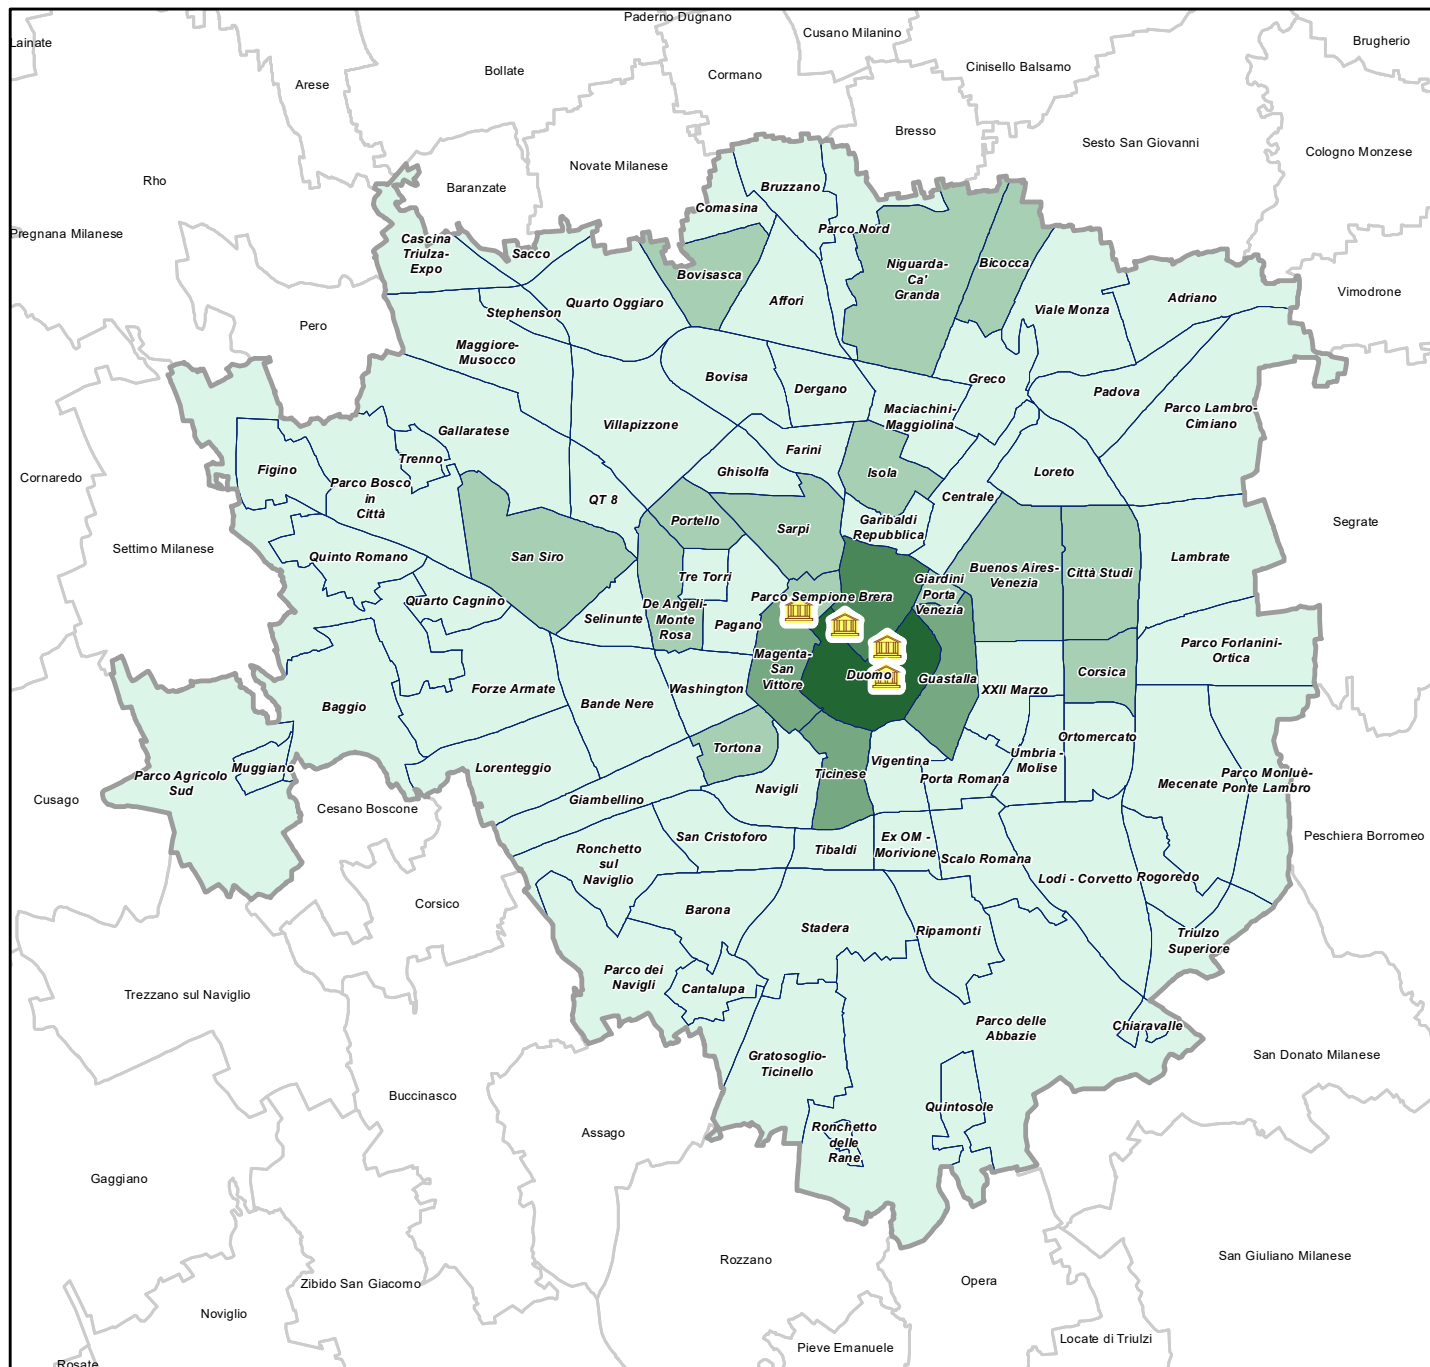 Paderno Dugnano
Lainate
Cusano Milanino
Brugherio
Bollate
Cormano
Cinisello Balsamo
Arese
Bresso
Sesto San Giovanni
Cologno Monzese
Novate Milanese
Rho
Baranzate
Bruzzano
Comasina
Parco Nord
Pregnana Milanese
Cascina
Triulza-
Expo
Sacco
Niguarda-
Ca'
Granda
Bicocca
Bovisasca
Vimodrone
Quarto Oggiaro
Affori
Adriano
Stephenson
Viale Monza
Pero
Maggiore-
Musocco
Bovisa
Dergano
Greco
Padova
Maciachini-
Maggiolina
Parco Lambro-
Cimiano
Gallaratese
Villapizzone
Farini
Trenno
Figino
Ghisolfa
Isola
Loreto
Cornaredo
Parco Bosco
in
Città
QT 8
Centrale
Portello
Sarpi
Garibaldi
Repubblica
Segrate
Settimo Milanese
Quinto Romano
San Siro
Lambrate
Buenos Aires-
Venezia
Città Studi
Tre Torri
Giardini
Porta
Venezia
Parco Sempione
Brera
Quarto Cagnino
De Angeli-
Monte
Rosa
Selinunte
Pagano
Parco Forlanini-
Ortica
Magenta-
San
Vittore
Duomo
Guastalla
Corsica
XXII Marzo
Forze Armate
Washington
Baggio
Bande Nere
Ortomercato
Tortona
Umbria -
Molise
Vigentina
Lorenteggio
Ticinese
Porta Romana
Muggiano
Parco Agricolo
Sud
Navigli
Mecenate
Parco Monluè-
Ponte Lambro
Cusago
Cesano Boscone
Giambellino
San Cristoforo
Tibaldi
Ex OM -
Morivione
Peschiera Borromeo
Ronchetto
sul
Naviglio
Scalo Romana
Lodi - Corvetto
Rogoredo
Corsico
Barona
Stadera
Ripamonti
Triulzo
Superiore
Parco dei
Navigli
Cantalupa
Trezzano sul Naviglio
Parco delle
Abbazie
Chiaravalle
Gratosoglio-
Ticinello
San Donato Milanese
Buccinasco
Quintosole
Assago
Ronchetto
delle
Rane
Gaggiano
Rozzano
San Giuliano Milanese
Opera
Zibido San Giacomo
Noviglio
Locate di Triulzi
Pieve Emanuele
Rosate